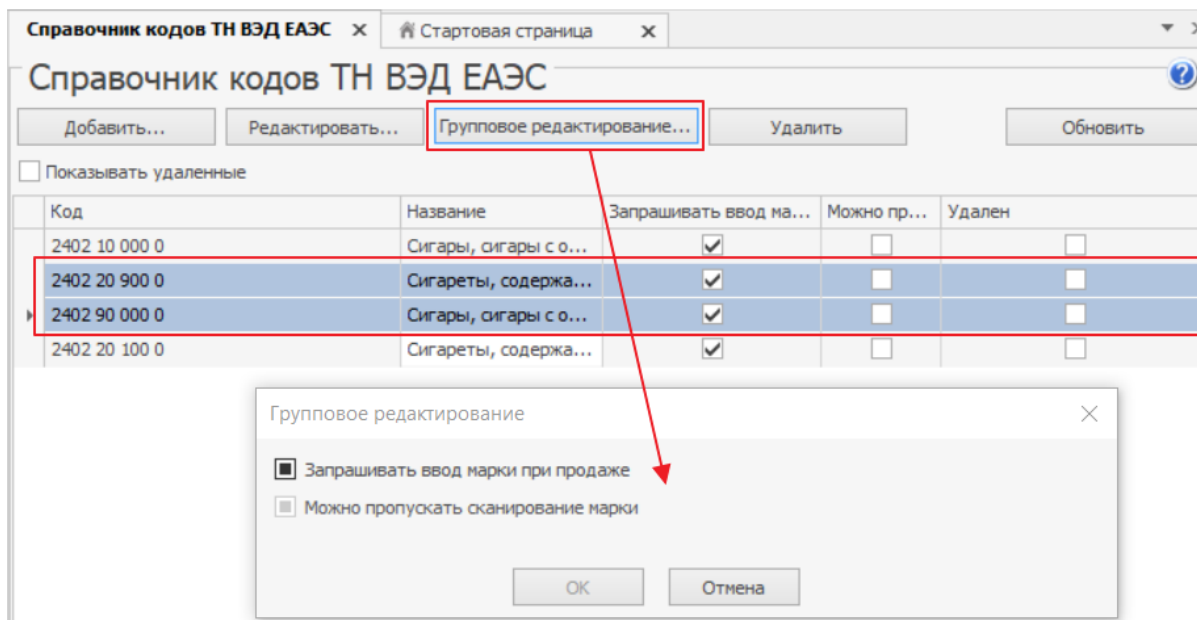 Справочник кодов ТН ВЭД ЕАЭС Стартовая страница
Справочник кодов ТН ВЭД ЕАЭС
Добавить... Редактировать... Групповое редактирование... Удалить Обновить
Показывать удаленные
Код Название Запрашивать ввод ма... Можно пр... Удален
2402 10 000 0 Сигары, сигары с о...
2402 20 900 0 Сигареты, содержа...
2402 90 000 0 Сигары, сигары с о...
2402 20 100 0 Сигареты, содержа...
Групповое редактирование
Запрашивать ввод марки при продаже
Можно пропускать сканирование марки
ОК Отмена